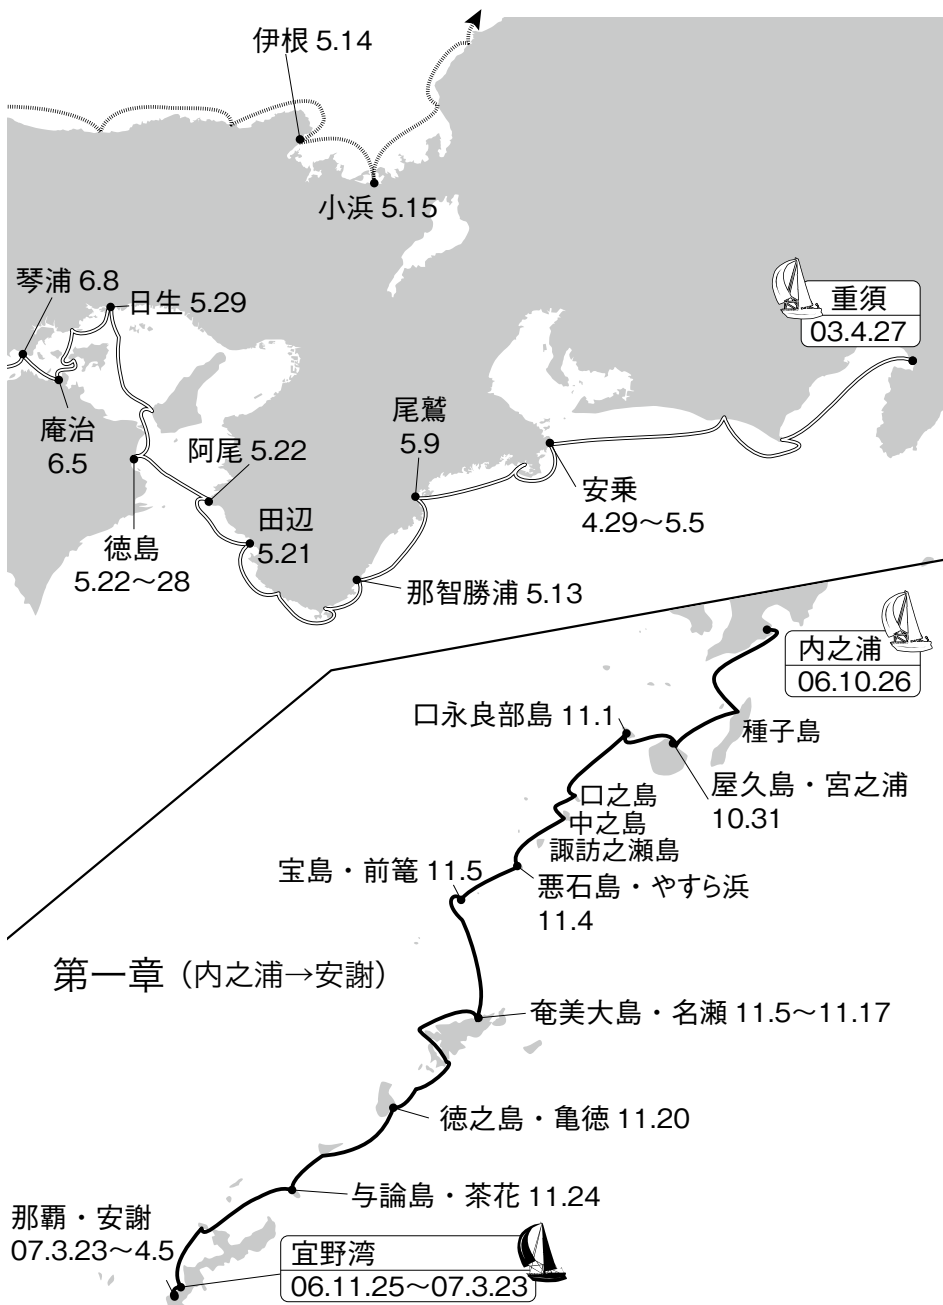 伊根 5.14
小浜 5.15
琴浦 6.8
日生 5.29
重須
03.4.27
庵治
6.5
阿尾 5.22
尾鷲
5.9
安乗
4.29～5.5
田辺
5.21
徳島
5.22～28
那智勝浦 5.13
内之浦
06.10.26
口永良部島 11.1
種子島
屋久島・宮之浦
10.31
口之島
中之島
諏訪之瀬島
宝島・前篭 11.5
悪石島・やすら浜
11.4
第一章（内之浦→安謝）
奄美大島・名瀬 11.5～11.17
徳之島・亀徳 11.20
与論島・茶花 11.24
那覇・安謝
07.3.23～4.5
宜野湾
06.11.25～07.3.23